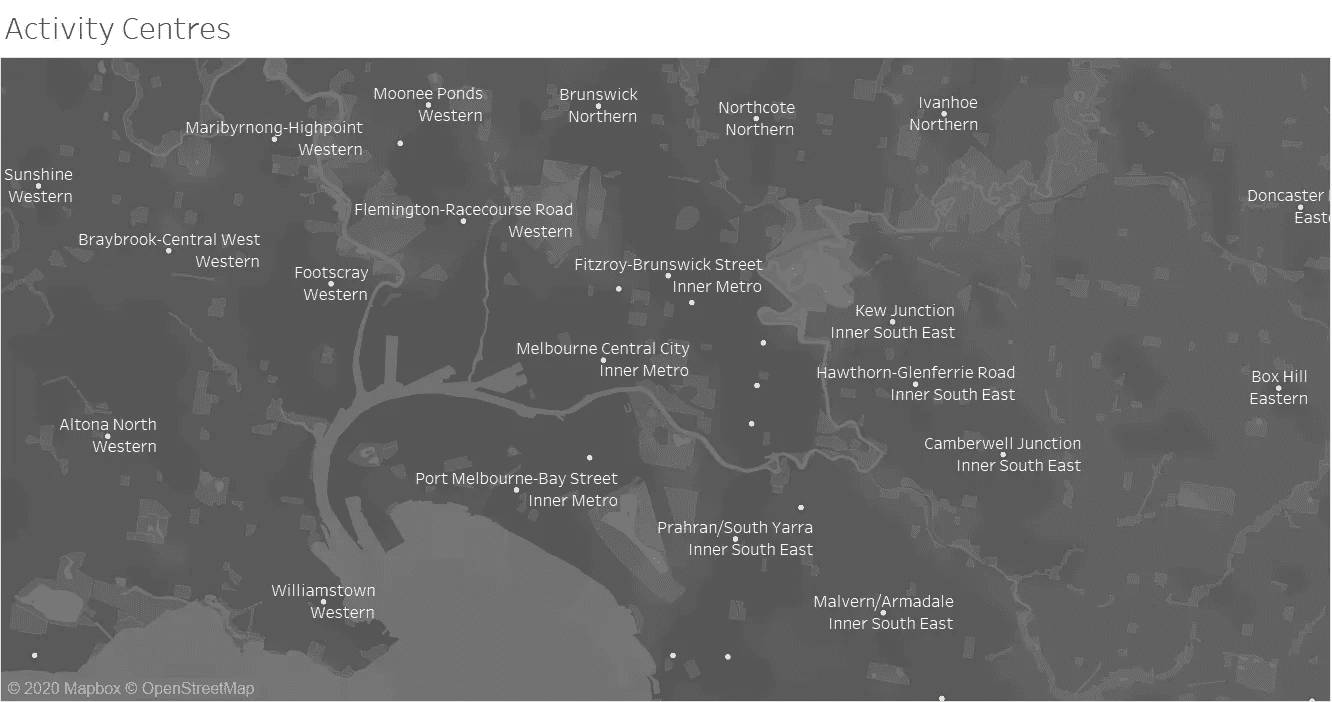 Activity Centres
Moonee Ponds
Western
Brunswick
Northern
Northcote
Northern
Ivanhoe
Northern
Maribyrnong-Highpoint
Western
Sunshine
Western
Doncaster
Flemington-Racecourse Road
Western
Braybrook-Central West
Western
Footscray
Western
Fitzroy-Brunswick Street
Inner Metro
Kew Junction
Inner South East
Melbourne Central City
Inner Metro
Hawthorn-Glenferrie Road
Inner South East
Box Hill
Eastern
Altona North
Western
Camberwell Junction
Inner South East
Port Melbourne-Bay Street
Inner Metro
Prahran/South Yarra
Inner South East
Williamstown
Western
Malvern/Armadale
Inner South East
© 2020 Mapbox © OpenStreetMap